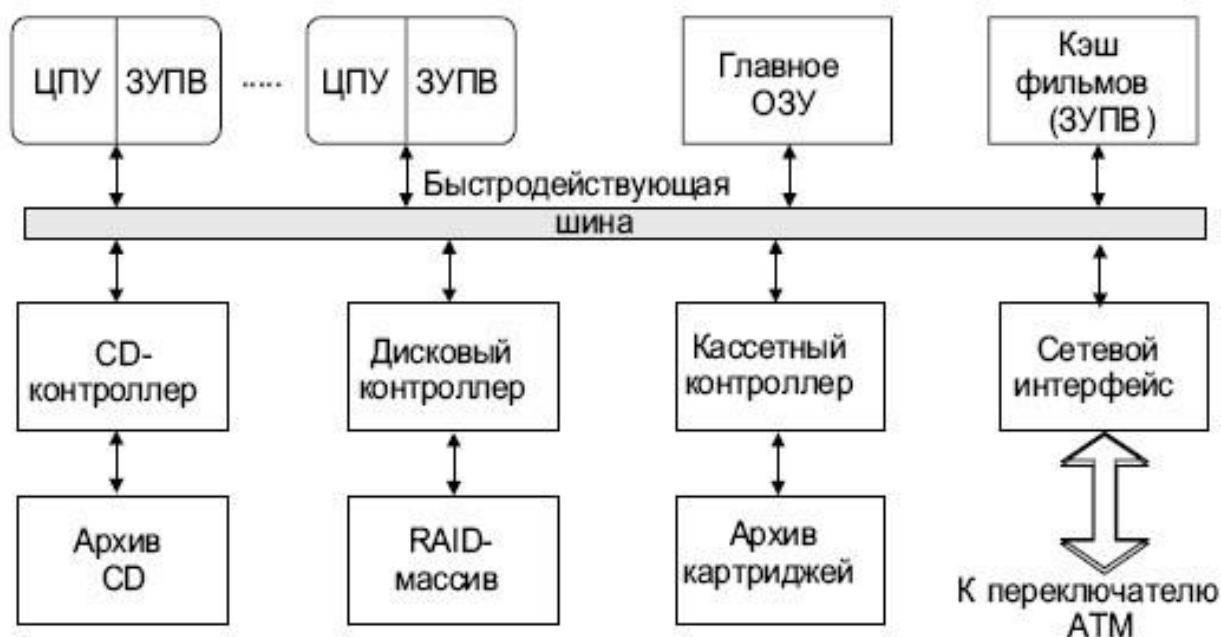 ЦПУ ЗУПВ ..... ЦПУ ЗУПВ
Главное
ОЗУ
Кэш
фильмов
(ЗУПВ)
Быстродействующая
шина
CD-
контроллер
Дисковый
контроллер
Кассетный
контроллер
Сетевой
интерфейс
Архив
CD
RAID-
массив
Архив
картриджей
К переключателю
ATM